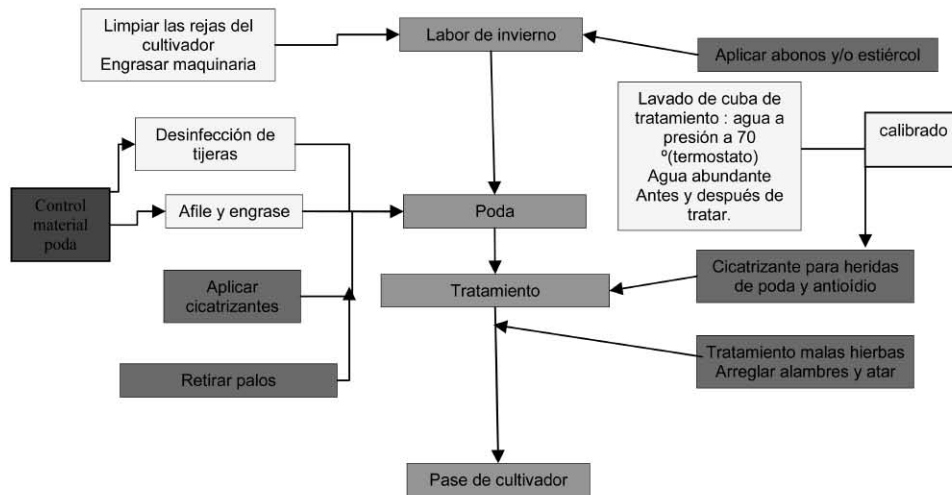 Limpiar las rejas del
cultivador
Engrasar maquinaria
Labor de invierno
Aplicar abonos y/o estiércol
Lavado de cuba de
tratamiento : agua a
presión a 70
º(termostato)
Agua abundante
Antes y después de
tratar.
calibrado
Desinfección de
tijeras
Control
material
poda
Afile y engrase
Poda
Aplicar
cicatrizantes
Tratamiento
Cicatrizante para heridas
de poda y antioídio
Retirar palos
Tratamiento malas hierbas
Arreglar alambres y atar
Pase de cultivador